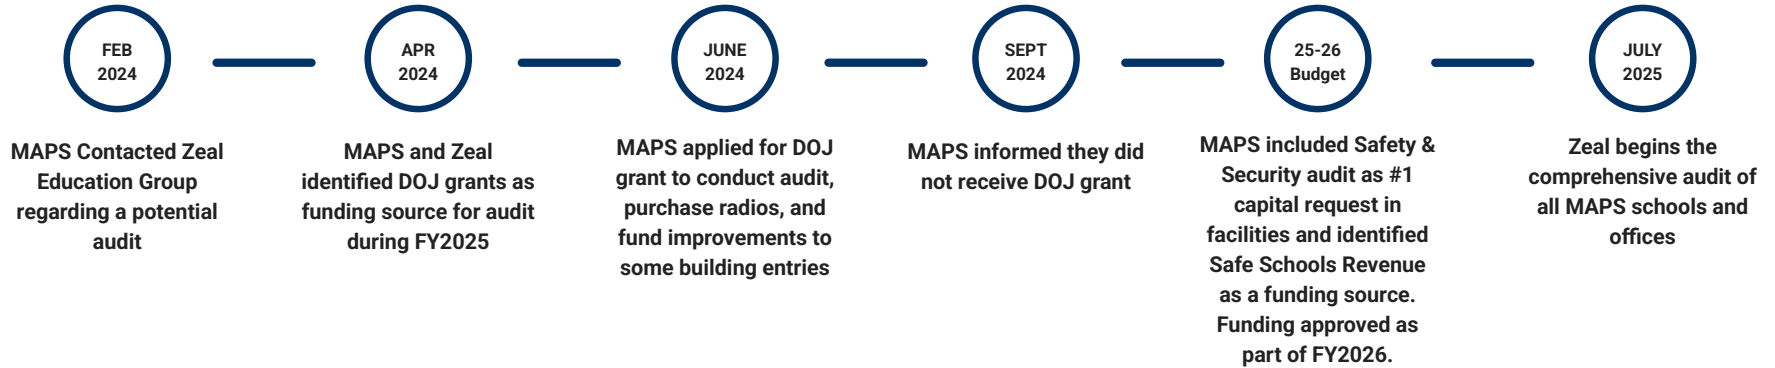 FEB
2024
MAPS Contacted Zeal
Education Group
regarding a potential
audit
APR
2024
MAPS and Zeal
identified DOJ grants as
funding source for audit
during FY2025
JUNE
2024
MAPS applied for DOJ
grant to conduct audit,
purchase radios, and
fund improvements to
some building entries
SEPT
2024
MAPS informed they did
not receive DOJ grant
25-26
Budget
MAPS included Safety &
Security audit as #1
capital request in
facilities and identified
Safe Schools Revenue
as a funding source.
Funding approved as
part of FY2026.
JULY
2025
Zeal begins the
comprehensive audit of
all MAPS schools and
offices